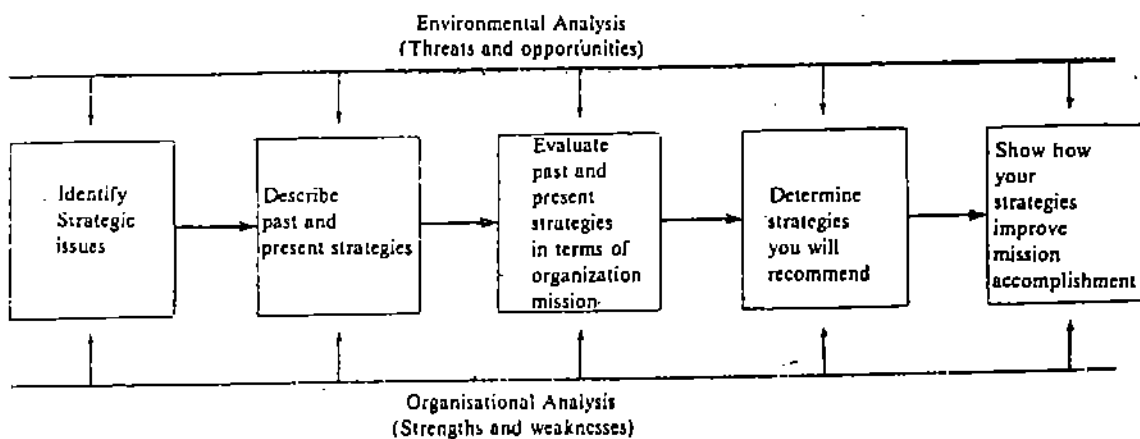 Environmental Analysis
(Threats and opportunities)
Identify
Strategic
issues
Describe
past and
present strategies
Evaluate
past and
present
strategies
in terms of
organization
mission
Determine
strategies
you will
recommend
Show how
your
strategies
improve
mission
accomplishment
Organisational Analysis
(Strengths and weaknesses)